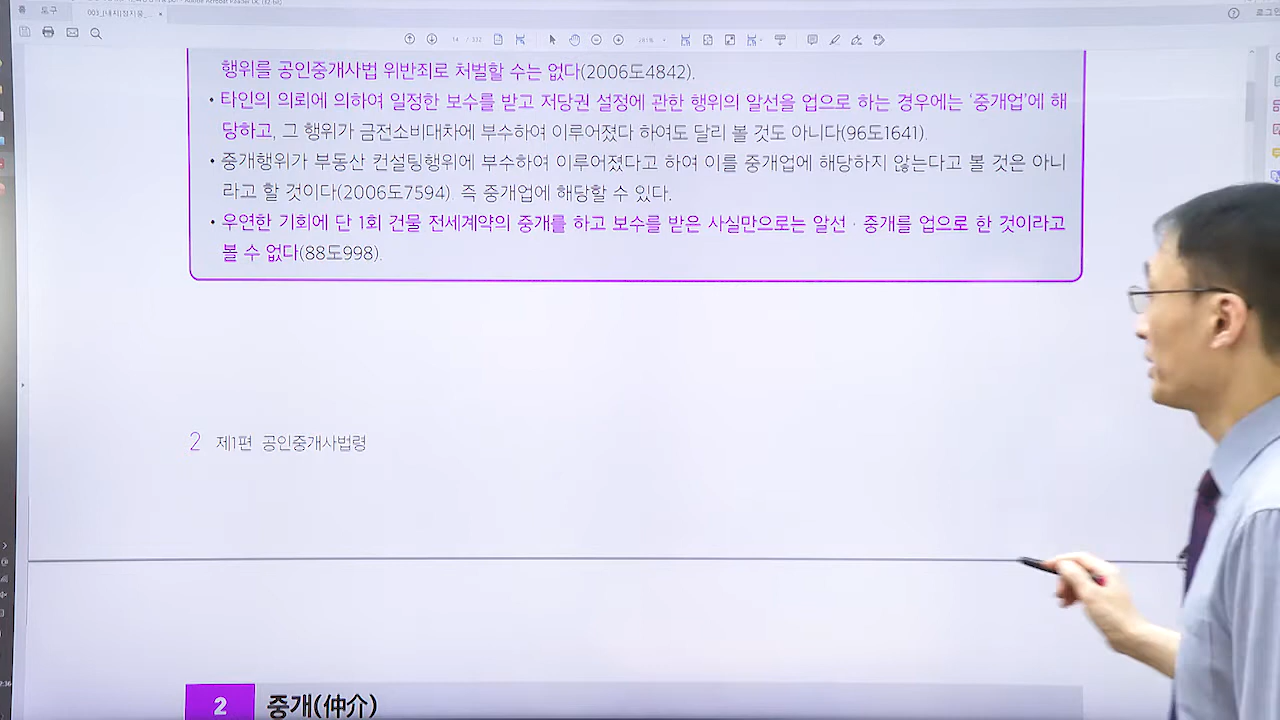 홈 도구
14 / 332
행위를 공인중개사법 위반죄로 처벌할 수는 없다(2006도4842).
• 타인의 의뢰에 의하여 일정한 보수를 받고 저당권 설정에 관한 행위의 알선을 업으로 하는 경우에는 ‘중개업’에 해
당하고, 그 행위가 금전소비대차에 부수하여 이루어졌다 하여도 달리 볼 것도 아니다(96도1641).
• 중개행위가 부동산 컨설팅행위에 부수하여 이루어졌다고 하여 이를 중개업에 해당하지 않는다고 볼 것은 아니
라고 할 것이다(2006도7594). 즉 중개업에 해당할 수 있다.
• 우연한 기회에 단 1회 건물 전세계약의 중개를 하고 보수를 받은 사실만으로는 알선 · 중개를 업으로 한 것이라고
볼 수 없다(88도998).
2 제1편 공인중개사법령
2 중개(仲介)